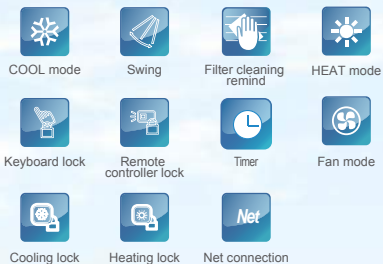 COOL mode
Swing
Filter cleaning
remind
HEAT mode
Keyboard lock
Remote
controller lock
Timer
Fan mode
Net
Cooling lock
Heating lock
Net connection